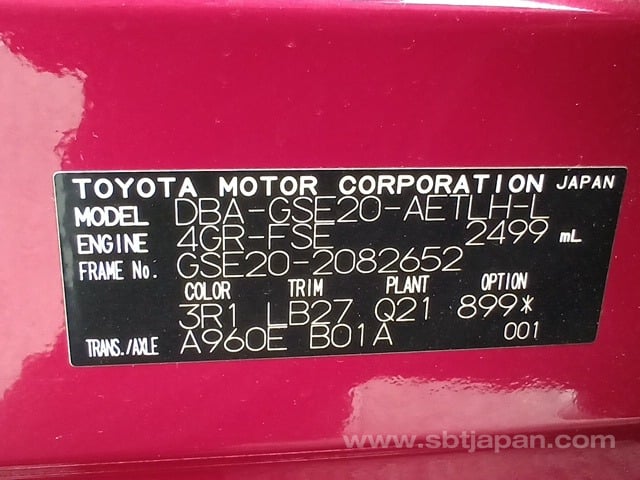 TOYOTA MOTOR CORPORATION JAPAN
MODEL DBA-GSE20-AETLH-L
ENGINE 4GR-FSE 2499 mL
FRAME No. GSE20-2082652
COLOR TRIM PLANT OPTION
3R1 LB27 Q21 899*
TRANS./AXLE A960E B01A 001
www.sbtjapan.com